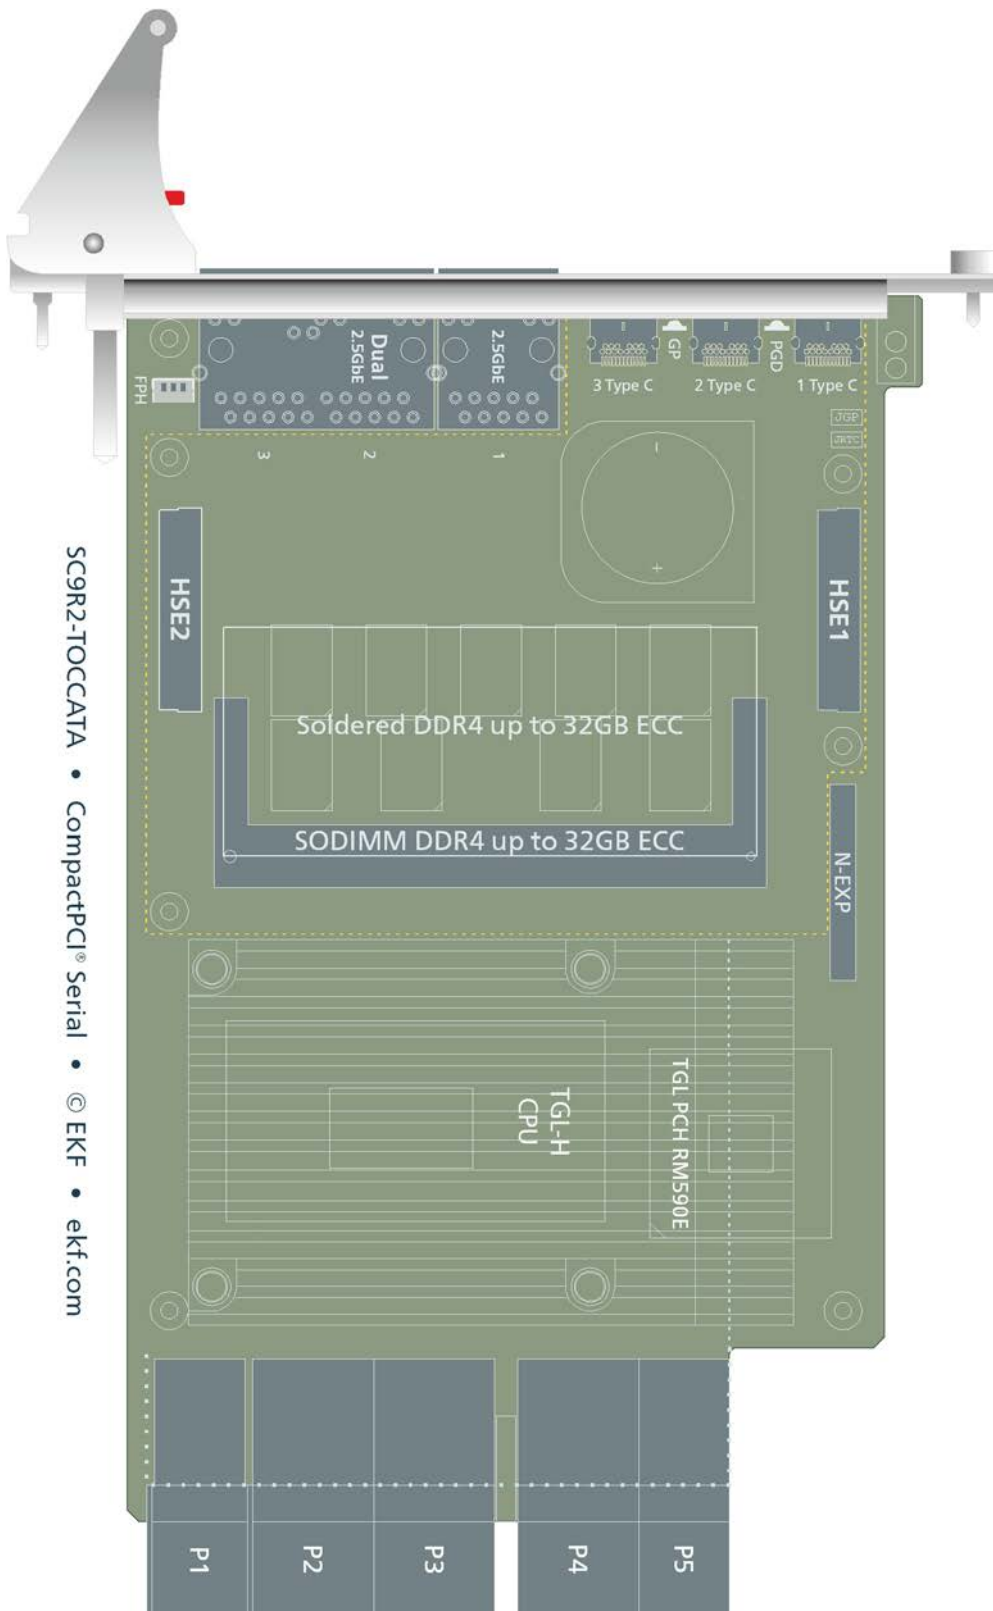 Dual
2.5GbE
2.5GbE
GP
PGD
FPH
3 Type C
2 Type C
1 Type C
JGP
JRTC
3
2
1
−
+
HSE2
HSE1
Soldered DDR4 up to 32GB ECC
SODIMM DDR4 up to 32GB ECC
N-EXP
TGL-H
CPU
TGL PCH RM590E
SC9R2-TOCCATA • CompactPCI® Serial • © EKF • ekf.com
P1
P2
P3
P4
P5